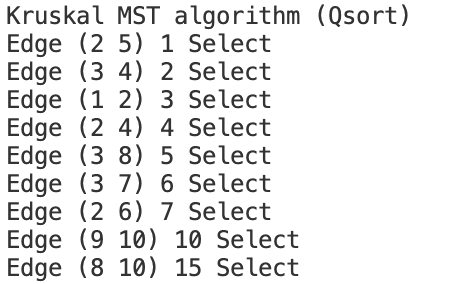 Kruskal MST algorithm (Qsort)
Edge (2 5) 1 Select
Edge (3 4) 2 Select
Edge (1 2) 3 Select
Edge (2 4) 4 Select
Edge (3 8) 5 Select
Edge (3 7) 6 Select
Edge (2 6) 7 Select
Edge (9 10) 10 Select
Edge (8 10) 15 Select